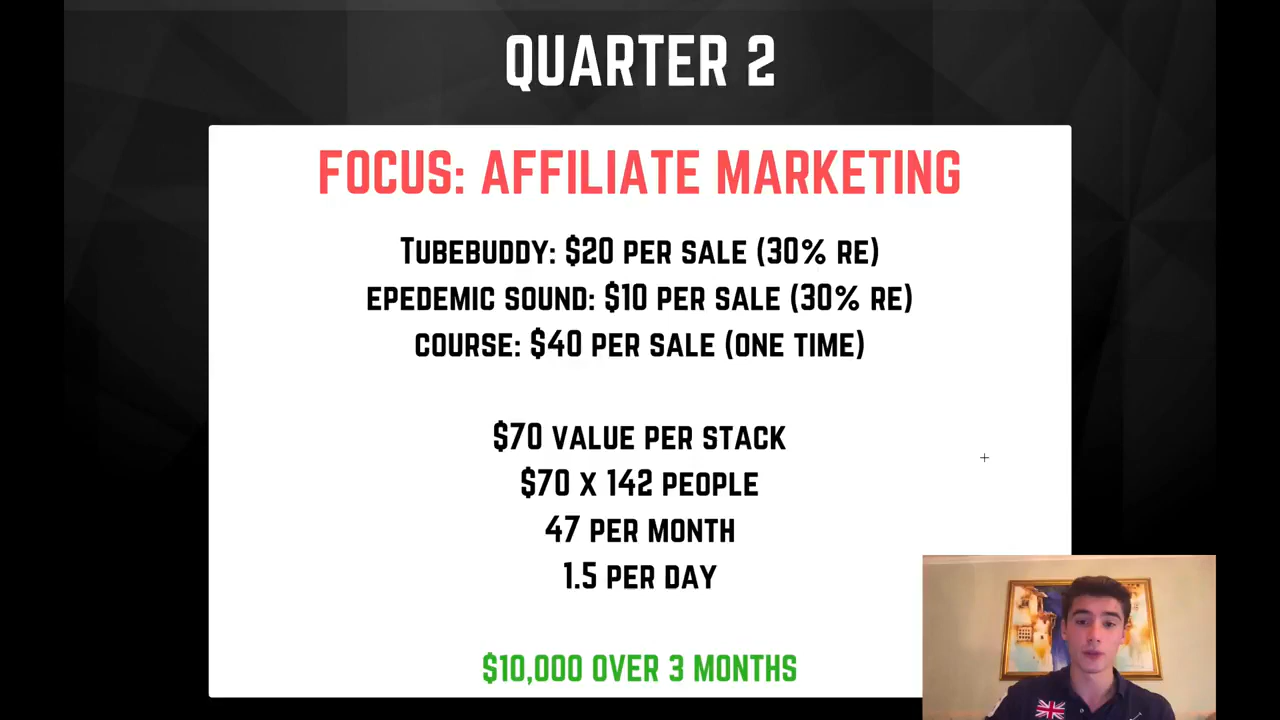 QUARTER 2
FOCUS: AFFILIATE MARKETING
TUBEBUDDY: $20 PER SALE (30% RE)
EPEDEMIC SOUND: $10 PER SALE (30% RE)
COURSE: $40 PER SALE (ONE TIME)
$70 VALUE PER STACK
$70 X 142 PEOPLE
47 PER MONTH
1.5 PER DAY
$10,000 OVER 3 MONTHS